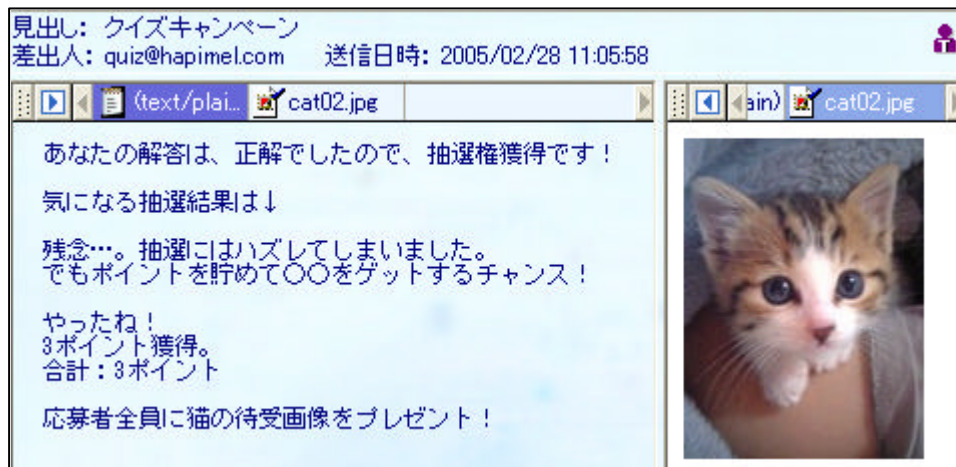 見出し: クイズキャンペーン
差出人: quiz@hapimel.com 送信日時: 2005/02/28 11:05:58
(text/plai... cat02.jpg
ain) cat02.jpg
あなたの解答は、正解でしたので、抽選権獲得です！
気になる抽選結果は↓
残念…。抽選にはハズレてしまいました。
でもポイントを貯めて〇〇をゲットするチャンス！
やったね！
3ポイント獲得。
合計：3ポイント
応募者全員に猫の待受画像をプレゼント！